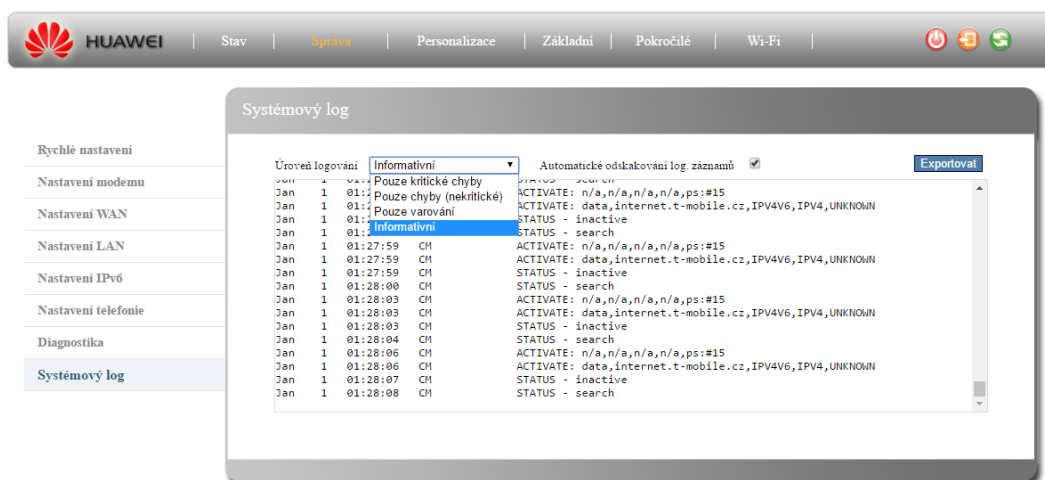 HUAWEI | Stav | Správa | Personalizace | Základní | Pokročilé | Wi-Fi |
Systémový log
Rychlé nastavení
Nastavení modemu
Nastavení WAN
Nastavení LAN
Nastavení IPv6
Nastavení telefonie
Diagnostika
Systémový log
Úroveň logování Informativní Automatické odskakování log. záznamů Exportovat
Pouze kritické chyby
Pouze chyby (nekritické)
Pouze varování
Informativní
Jan 1 ACTIVATE: n/a,n/a,n/a,n/a,ps:#15
Jan 1 ACTIVATE: data,internet.t-mobile.cz,IPV4V6,IPV4,UNKNOWN
Jan 1 STATUS - inactive
Jan 1 STATUS - search
Jan 1 01:27:59 CM ACTIVATE: n/a,n/a,n/a,n/a,ps:#15
Jan 1 01:27:59 CM ACTIVATE: data,internet.t-mobile.cz,IPV4V6,IPV4,UNKNOWN
Jan 1 01:27:59 CM STATUS - inactive
Jan 1 01:28:00 CM STATUS - search
Jan 1 01:28:03 CM ACTIVATE: n/a,n/a,n/a,n/a,ps:#15
Jan 1 01:28:03 CM ACTIVATE: data,internet.t-mobile.cz,IPV4V6,IPV4,UNKNOWN
Jan 1 01:28:03 CM STATUS - inactive
Jan 1 01:28:04 CM STATUS - search
Jan 1 01:28:06 CM ACTIVATE: n/a,n/a,n/a,n/a,ps:#15
Jan 1 01:28:06 CM ACTIVATE: data,internet.t-mobile.cz,IPV4V6,IPV4,UNKNOWN
Jan 1 01:28:07 CM STATUS - inactive
Jan 1 01:28:08 CM STATUS - search